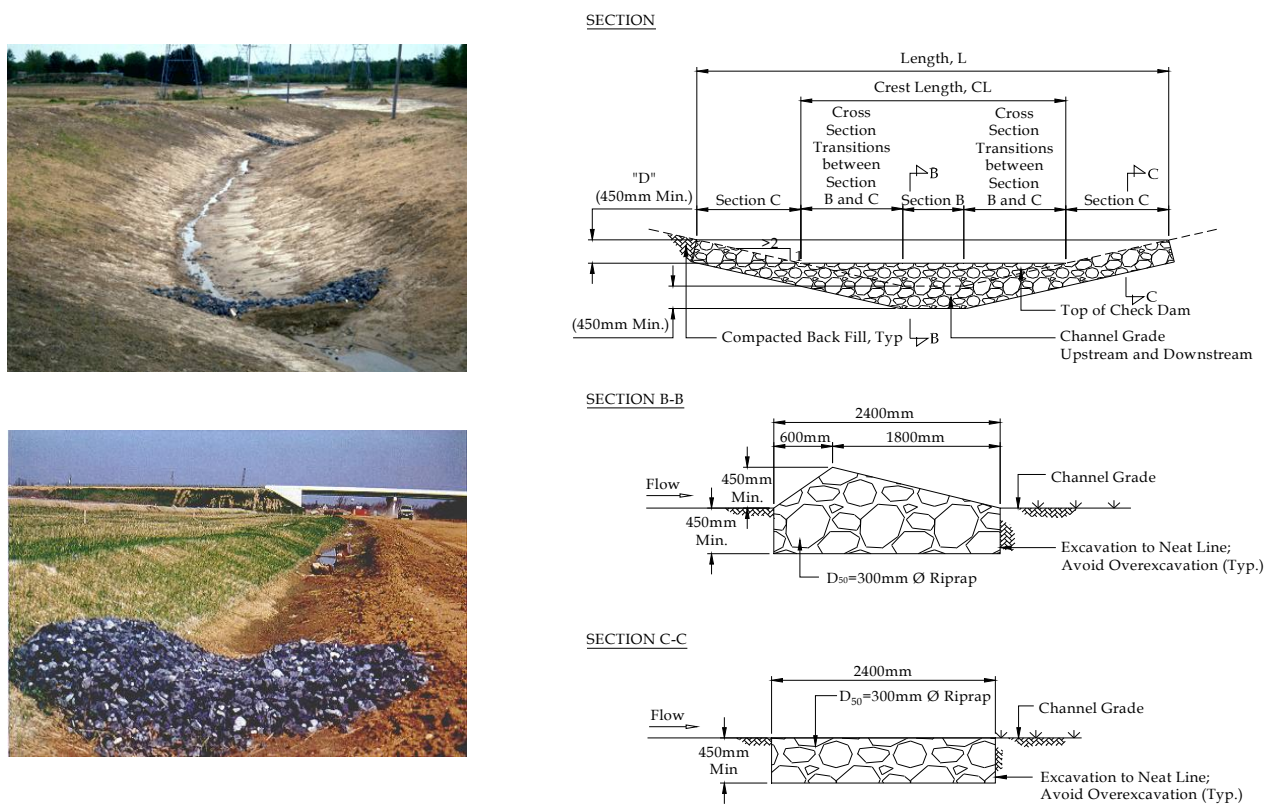 SECTION
Length, L
Crest Length, CL
Cross
Section
Transitions
between
Section
B and C
Cross
Section
Transitions
between
Section
B and C
"D"
(450mm Min.)
B
C
Section C
Section B
Section C
>2
1
C
Top of Check Dam
(450mm Min.)
Compacted Back Fill, Typ
B
Channel Grade
Upstream and Downstream
SECTION B-B
2400mm
600mm
1800mm
450mm
Min.
Flow
Channel Grade
450mm
Min.
Excavation to Neat Line;
Avoid Overexcavation (Typ.)
D₅₀=300mm Ø Riprap
SECTION C-C
2400mm
D₅₀=300mm Ø Riprap
Flow
Channel Grade
450mm
Min
Excavation to Neat Line;
Avoid Overexcavation (Typ.)